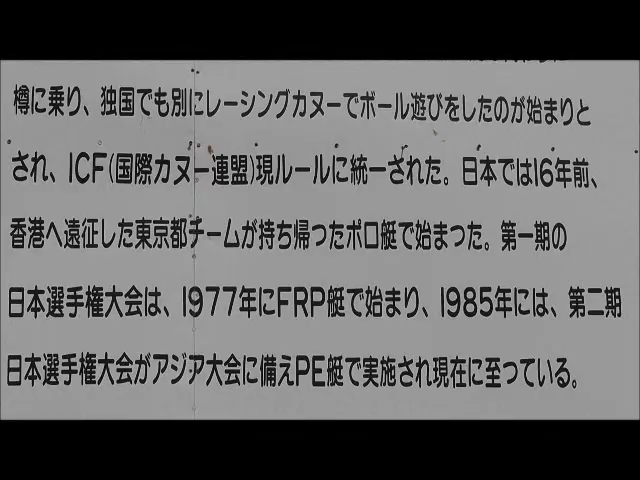 樽に乗り、独国でも別にレーシングカヌーでボール遊びをしたのが始まりと
され、ICF(国際カヌー連盟)現ルールに統一された。日本では16年前、
香港へ遠征した東京都チームが持ち帰つたポロ艇で始まつた。第一期の
日本選手権大会は、1977年にFRP艇で始まり、1985年には、第二期
日本選手権大会がアジア大会に備えPE艇で実施され現在に至つている。